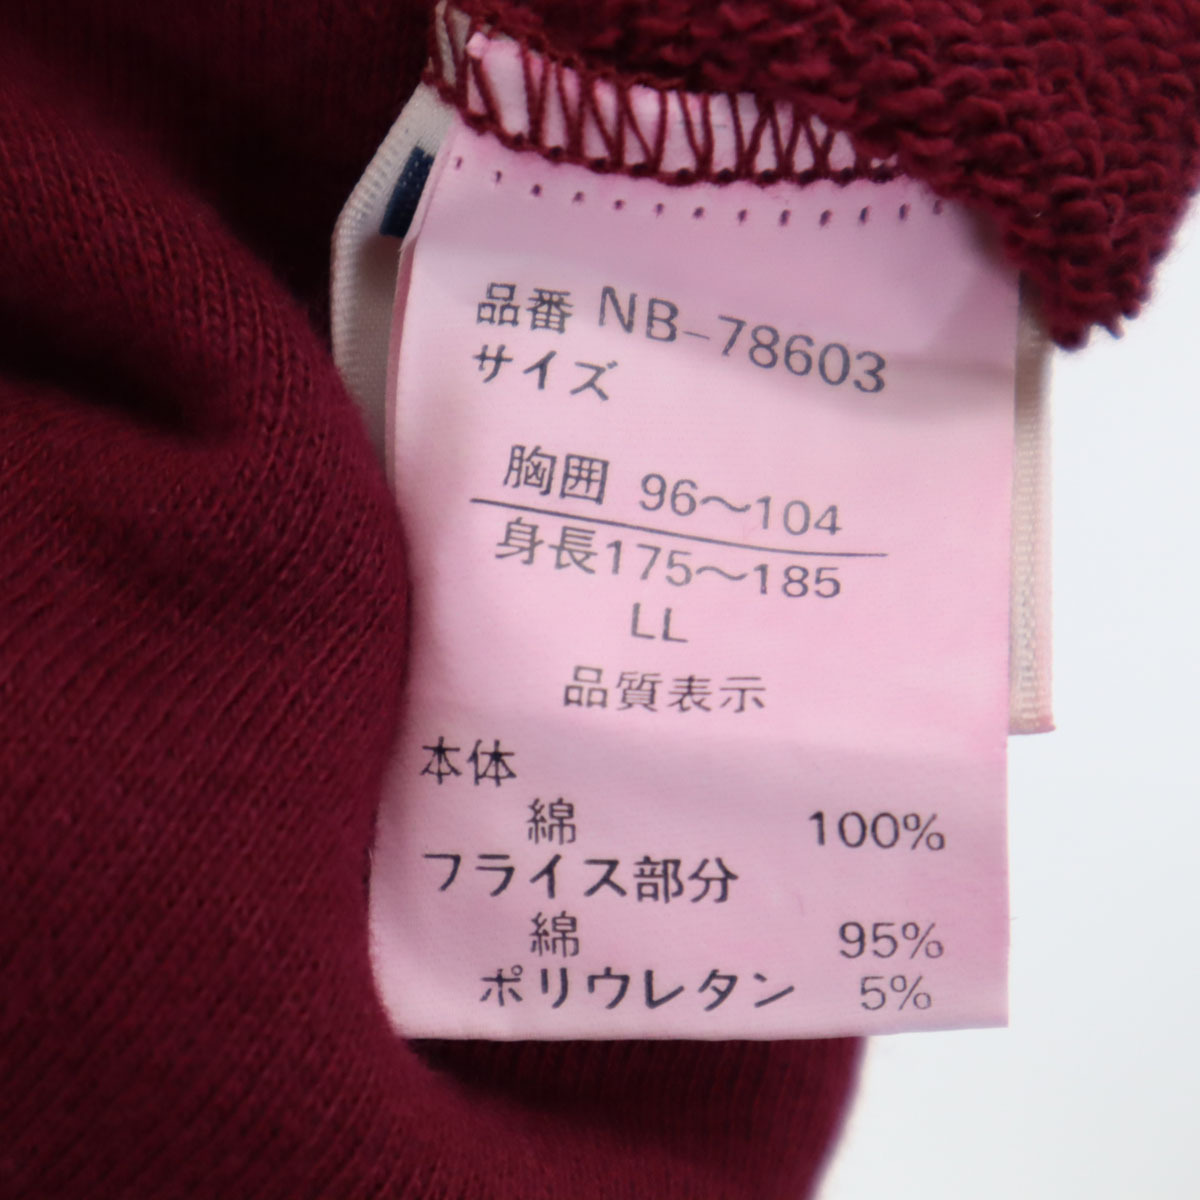 品番 NB-78603
サイズ
胸囲 96～104
身長175～185
LL
品質表示
本体
綿 100%
フライス部分
綿 95%
ポリウレタン 5%